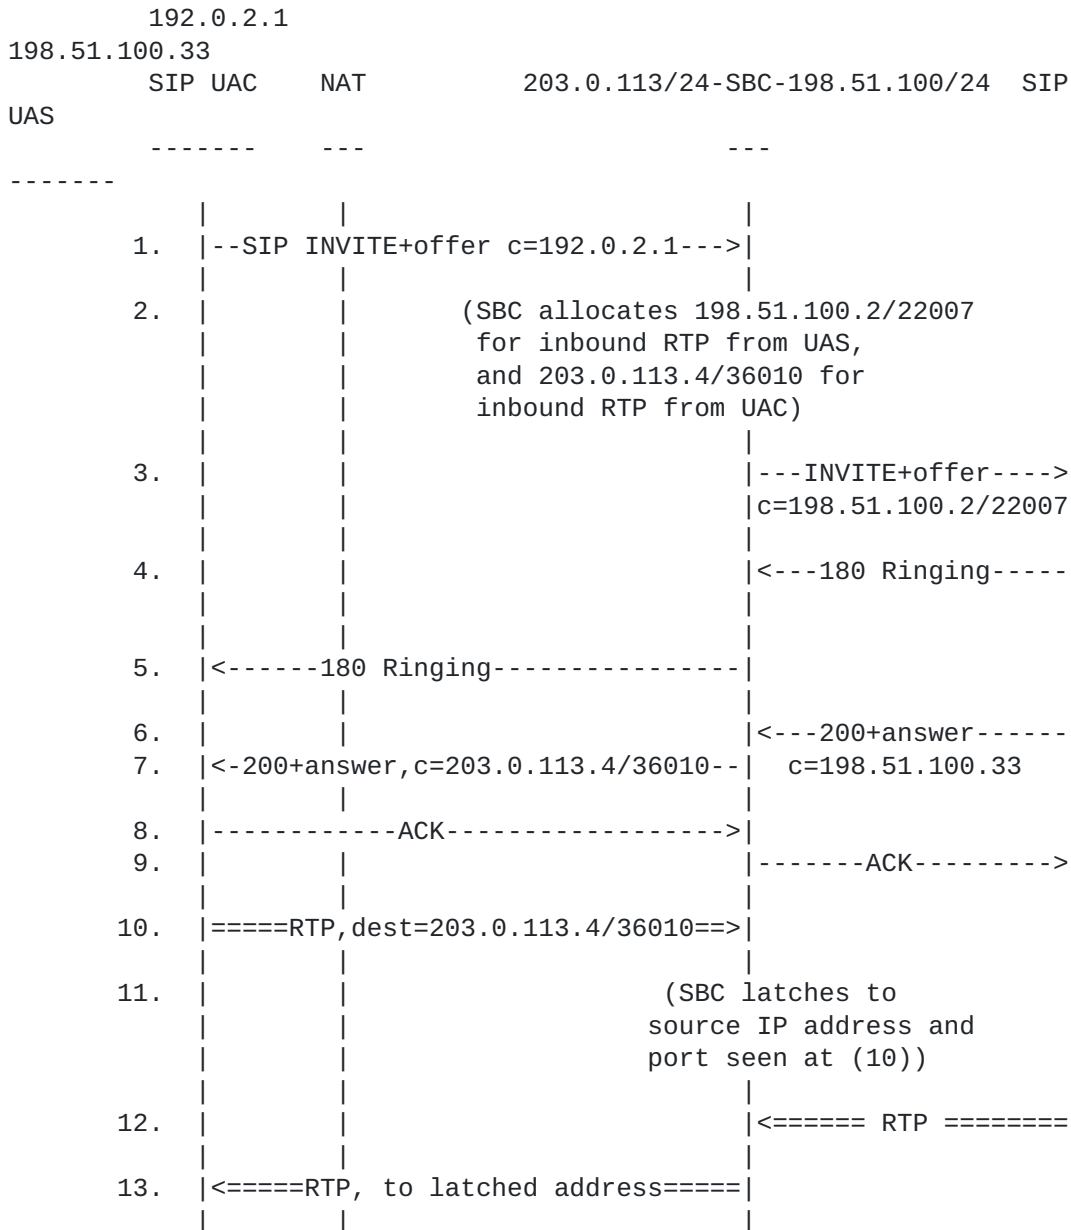 192.0.2.1
198.51.100.33
         SIP UAC    NAT          203.0.113/24-SBC-198.51.100/24  SIP
UAS
         -------    ---                       ---
-------
            |        |                         |
        1.  |--SIP INVITE+offer c=192.0.2.1--->|
            |        |                         |
        2.  |        |       (SBC allocates 198.51.100.2/22007
            |        |        for inbound RTP from UAS,
            |        |        and 203.0.113.4/36010 for
            |        |        inbound RTP from UAC)
            |        |                         |
        3.  |        |                         |---INVITE+offer---->
            |        |                         |c=198.51.100.2/22007
            |        |                         |
        4.  |        |                         |<---180 Ringing-----
            |        |                         |
            |        |                         |
        5.  |<------180 Ringing----------------|
            |        |                         |
        6.  |        |                         |<---200+answer------
        7.  |<-200+answer,c=203.0.113.4/36010--|  c=198.51.100.33
            |        |                         |
        8.  |------------ACK------------------>|
        9.  |        |                         |-------ACK--------->
            |        |                         |
       10.  |=====RTP,dest=203.0.113.4/36010==>|
            |        |                         |
       11.  |        |                    (SBC latches to
            |        |                   source IP address and
            |        |                   port seen at (10))
            |        |                         |
       12.  |        |                         |<====== RTP ========
            |        |                         |
       13.  |<=====RTP, to latched address=====|
            |        |                         |